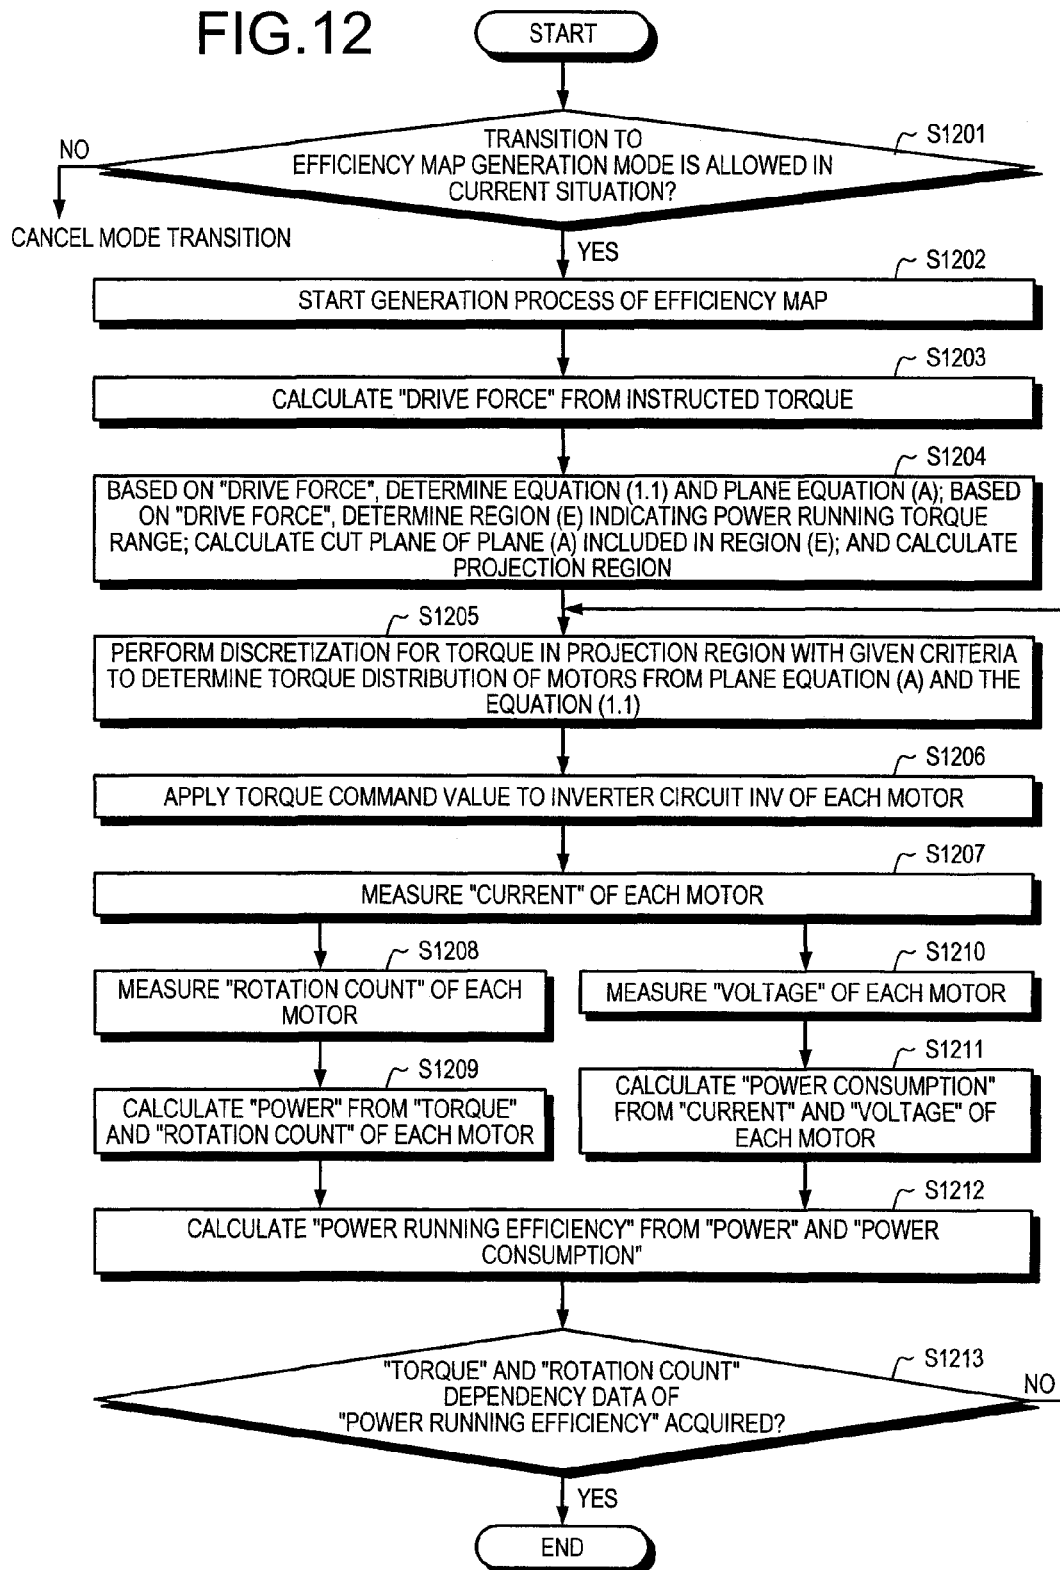 FIG.12
START
S1201
TRANSITION TO
EFFICIENCY MAP GENERATION MODE IS ALLOWED IN
CURRENT SITUATION?
NO
CANCEL MODE TRANSITION
YES
S1202
START GENERATION PROCESS OF EFFICIENCY MAP
S1203
CALCULATE "DRIVE FORCE" FROM INSTRUCTED TORQUE
S1204
BASED ON "DRIVE FORCE", DETERMINE EQUATION (1.1) AND PLANE EQUATION (A); BASED
ON "DRIVE FORCE", DETERMINE REGION (E) INDICATING POWER RUNNING TORQUE
RANGE; CALCULATE CUT PLANE OF PLANE (A) INCLUDED IN REGION (E); AND CALCULATE
PROJECTION REGION
S1205
PERFORM DISCRETIZATION FOR TORQUE IN PROJECTION REGION WITH GIVEN CRITERIA
TO DETERMINE TORQUE DISTRIBUTION OF MOTORS FROM PLANE EQUATION (A) AND THE
EQUATION (1.1)
S1206
APPLY TORQUE COMMAND VALUE TO INVERTER CIRCUIT INV OF EACH MOTOR
S1207
MEASURE "CURRENT" OF EACH MOTOR
S1208
MEASURE "ROTATION COUNT" OF EACH
MOTOR
S1209
CALCULATE "POWER" FROM "TORQUE"
AND "ROTATION COUNT" OF EACH MOTOR
S1210
MEASURE "VOLTAGE" OF EACH MOTOR
S1211
CALCULATE "POWER CONSUMPTION"
FROM "CURRENT" AND "VOLTAGE" OF
EACH MOTOR
S1212
CALCULATE "POWER RUNNING EFFICIENCY" FROM "POWER" AND "POWER
CONSUMPTION"
S1213
"TORQUE" AND "ROTATION COUNT"
DEPENDENCY DATA OF
"POWER RUNNING EFFICIENCY" ACQUIRED?
NO
YES
END